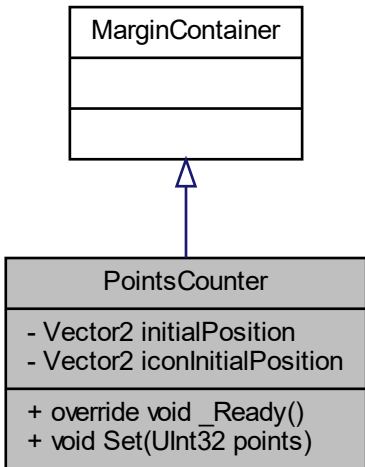 MarginContainer
PointsCounter
- Vector2 initialPosition
- Vector2 iconInitialPosition
+ override void _Ready()
+ void Set(UInt32 points)